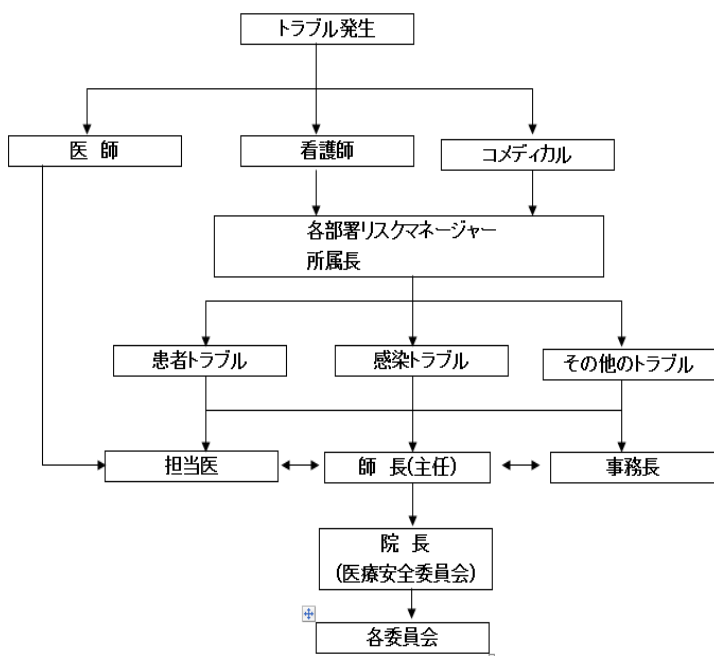 トラブル発生
医 師
看護師
コメディカル
各部署リスクマネージャー
所属長
患者トラブル
感染トラブル
その他のトラブル
担当医
師 長(主任)
事務長
院 長
(医療安全委員会)
各委員会